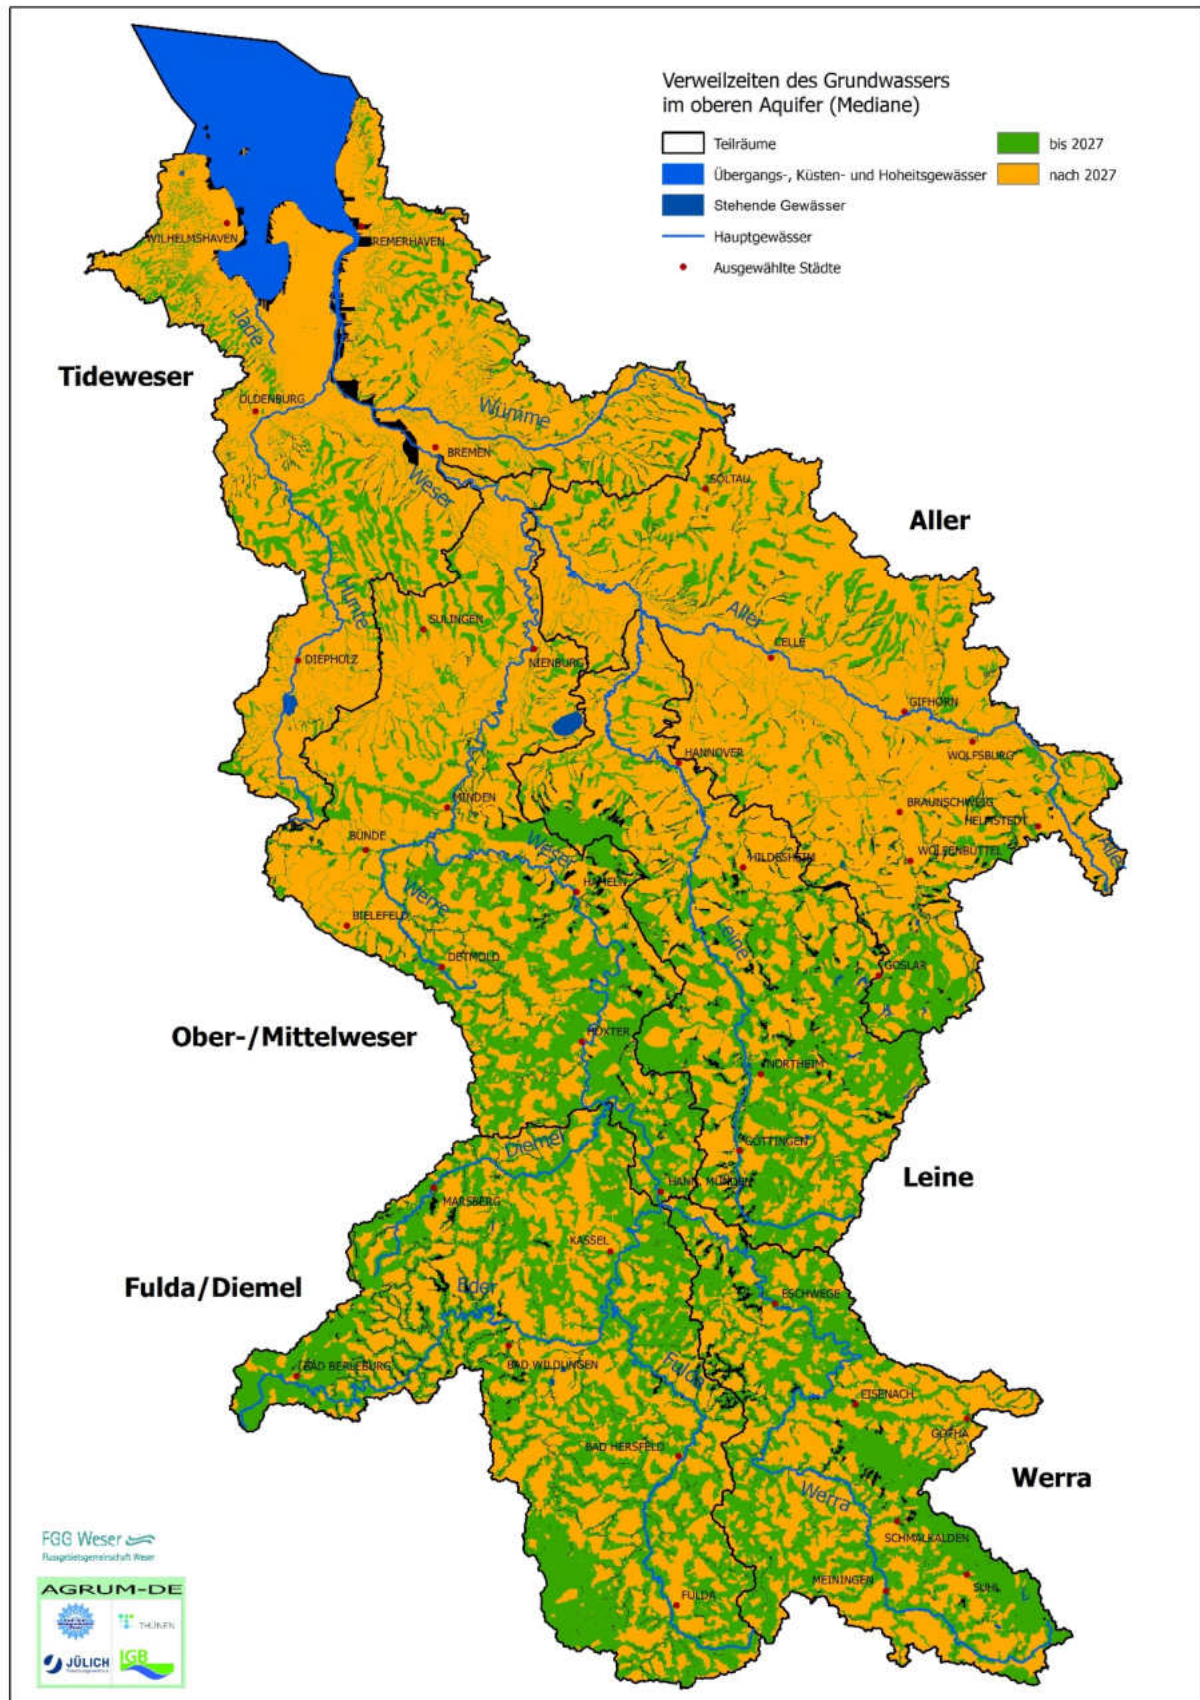 Verweilzeiten des Grundwassers
im oberen Aquifer (Mediane)
Teilräume
Übergangs-, Küsten- und Hoheitsgewässer
Stehende Gewässer
Hauptgewässer
Ausgewählte Städte
bis 2027
nach 2027
WILHELMSHAVEN
REMERHAVEN
Jade
Tideweser
OLDENBURG
Wümme
BREMEN
Weser
SOLTAU
Aller
Hunte
SULINGEN
Aller
CELLE
NIENBURG
DIEPHOLZ
GIFHORN
WOLFSBURG
HANNOVER
MINDEN
BRAUNSCHWEIG
HELMSTEDT
BÜNDE
Weser
WOLFENBÜTTEL
Aller
HILDESHEIM
HAMELN
Werre
BIELEFELD
Leine
DETMOLD
GOSLAR
Ober-/Mittelweser
HÖXTER
NORTHEIM
Diemel
GÖTTINGEN
Leine
HANN. MÜNDEN
MARSBERG
KASSEL
Fulda/Diemel
Eder
ESCHWEGE
BAD BERLEBURG
BAD WILDUNGEN
Fulda
EISENACH
GOTHA
BAD HERSFELD
Werra
Werra
SCHMALKALDEN
FGG Weser
Flussgebietsgemeinschaft Weser
MEININGEN
SUHL
AGRUM-DE
FULDA
THÜNEN
JÜLICH
IGB